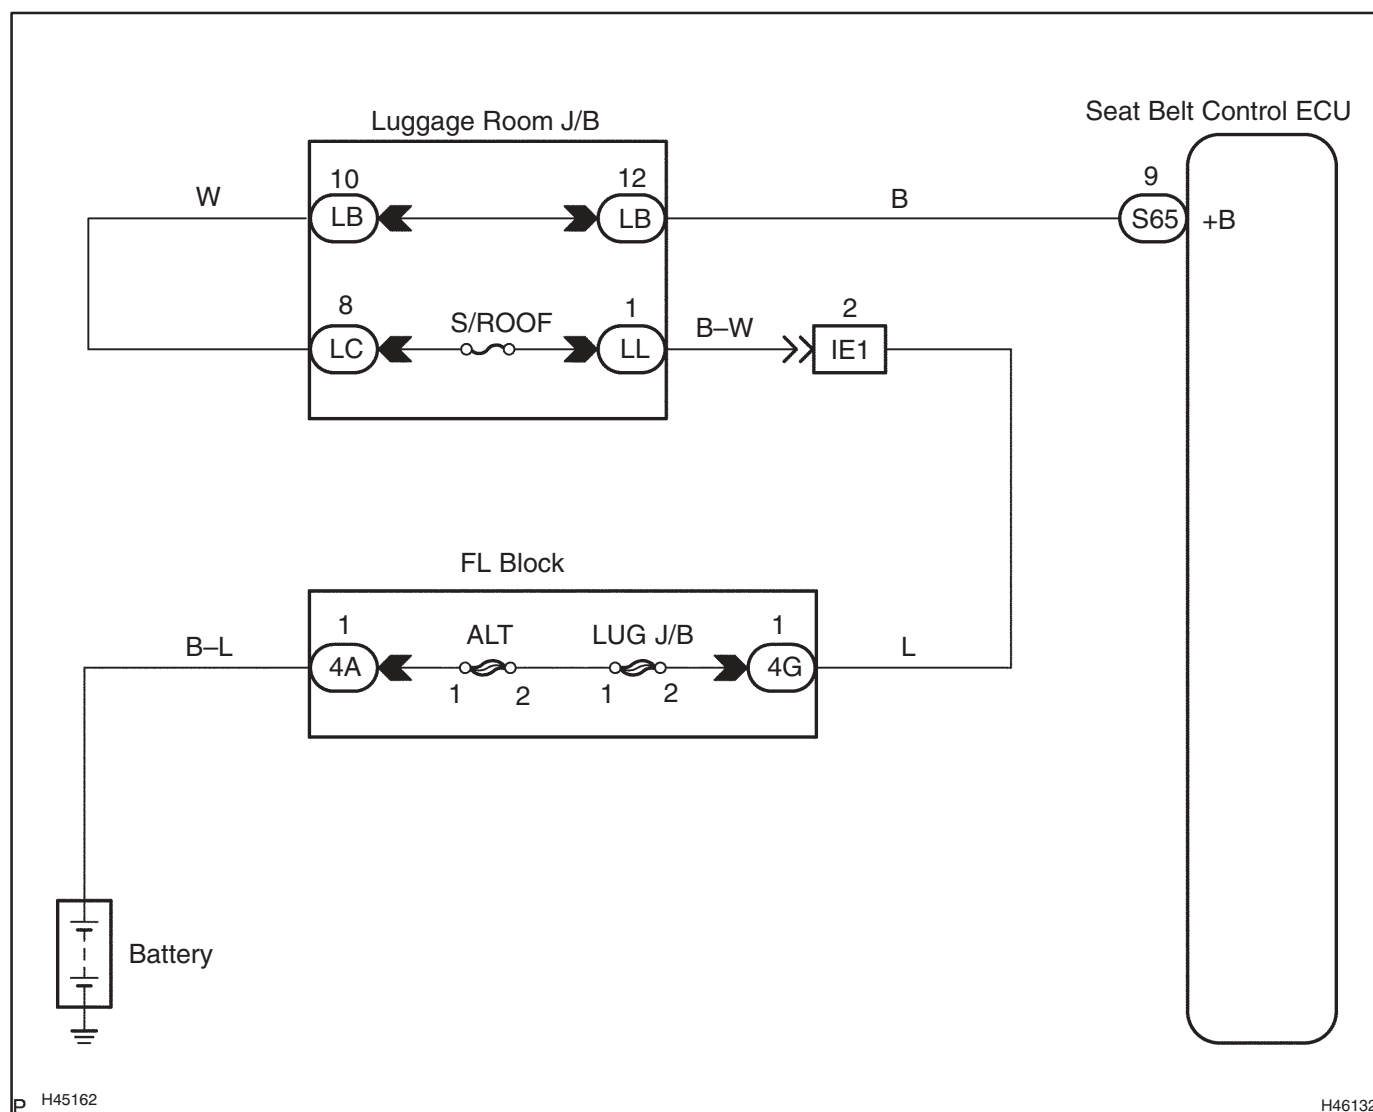 Seat Belt Control ECU
Luggage Room J/B
10
12
9
W
LB
LB
B
S65
+B
8
S/ROOF
1
B–W
2
LC
LL
IE1
FL Block
B–L
1
ALT
LUG J/B
1
L
4A
4G
1
2
1
2
Battery
P
H45162
H46132